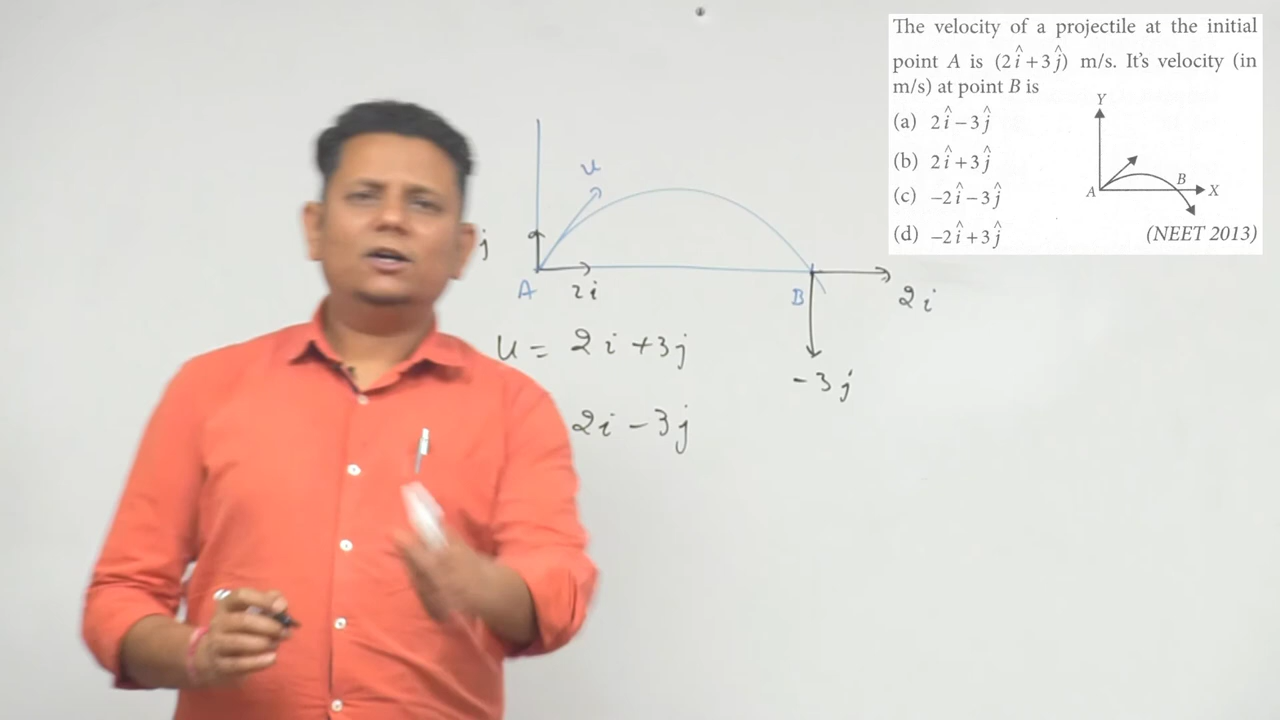 The velocity of a projectile at the initial
point A is (2î + 3ĵ) m/s. It's velocity (in
m/s) at point B is
(a) 2î − 3ĵ
(b) 2î + 3ĵ
(c) −2î − 3ĵ
(d) −2î + 3ĵ
(NEET 2013)
Y
A
B
X
u
j
A
2i
B
2i
u = 2i + 3j
-3j
2i - 3j